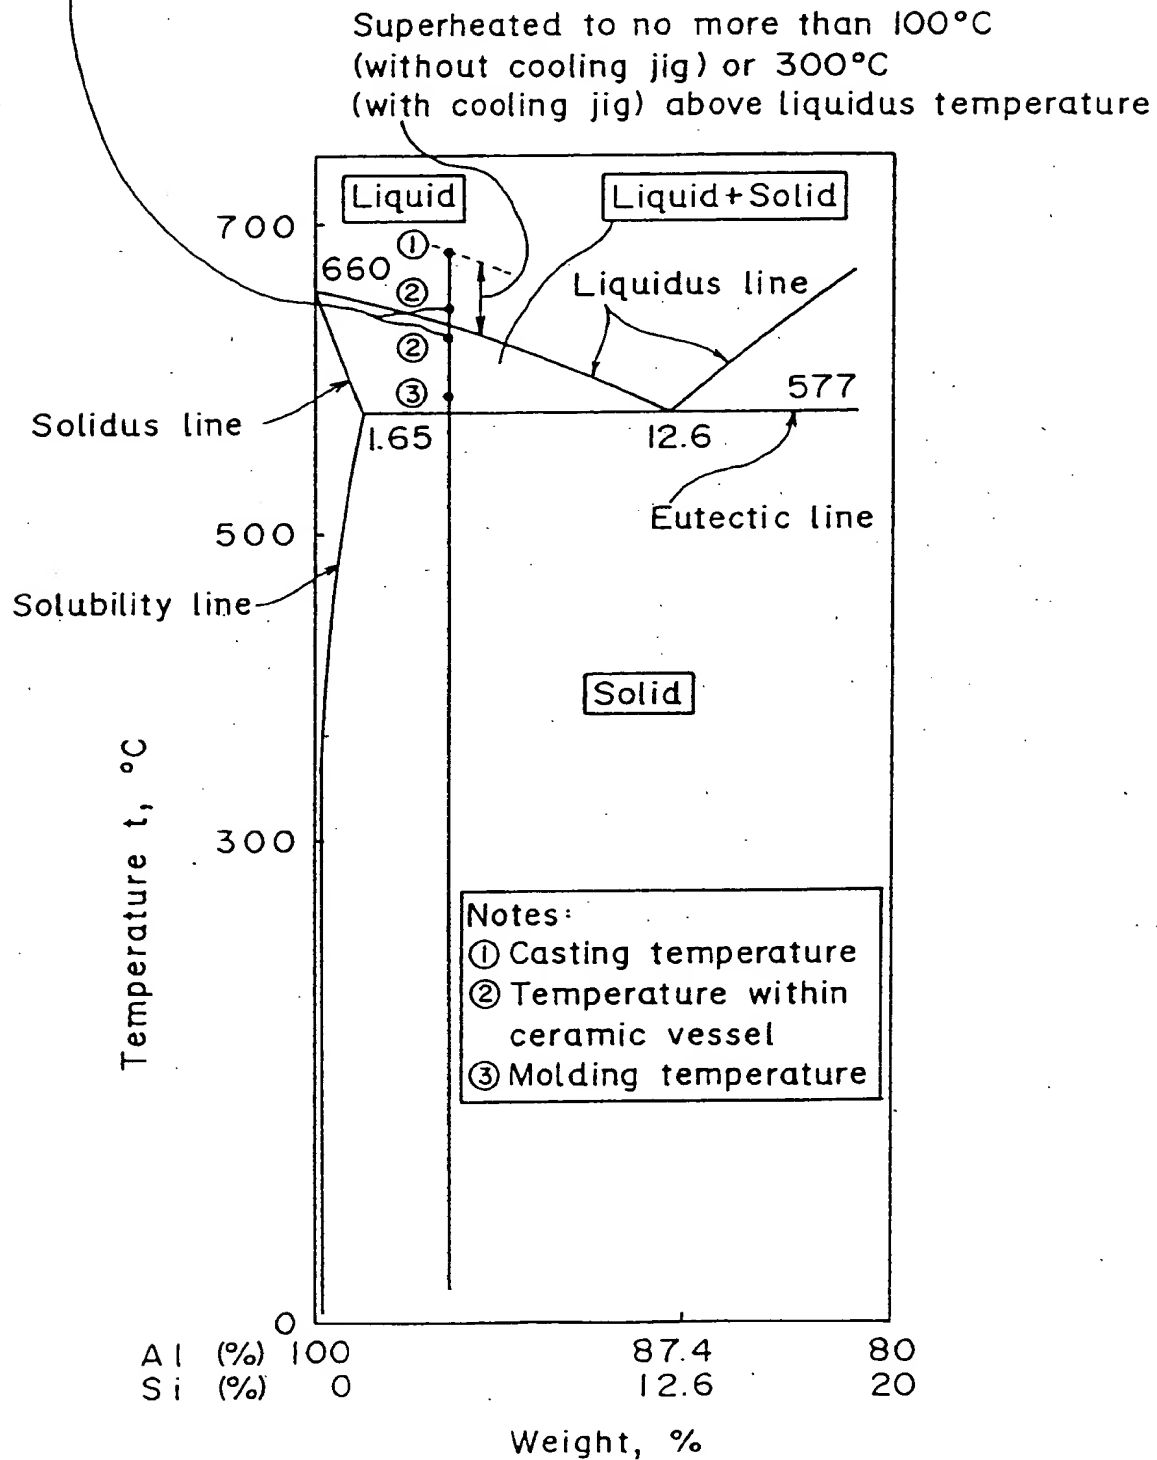 Superheated to no more than 100°C
(without cooling jig) or 300°C
(with cooling jig) above liquidus temperature
Liquid
Liquid+Solid
700
①
660
②
Liquidus line
②
577
③
Solidus line
1.65
12.6
Eutectic line
500
Solubility line
Solid
Temperature t, °C
300
Notes:
① Casting temperature
② Temperature within
ceramic vessel
③ Molding temperature
0
Al (%) 100 87.4 80
Si (%) 0 12.6 20
Weight, %